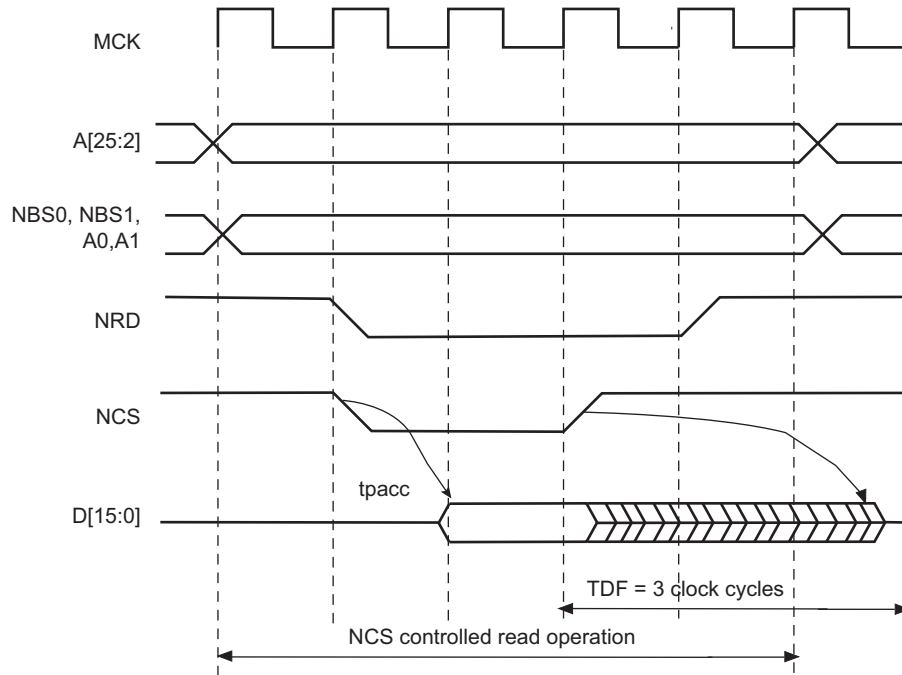 MCK
A[25:2]
NBS0, NBS1,
A0,A1
NRD
NCS
tpacc
D[15:0]
TDF = 3 clock cycles
NCS controlled read operation